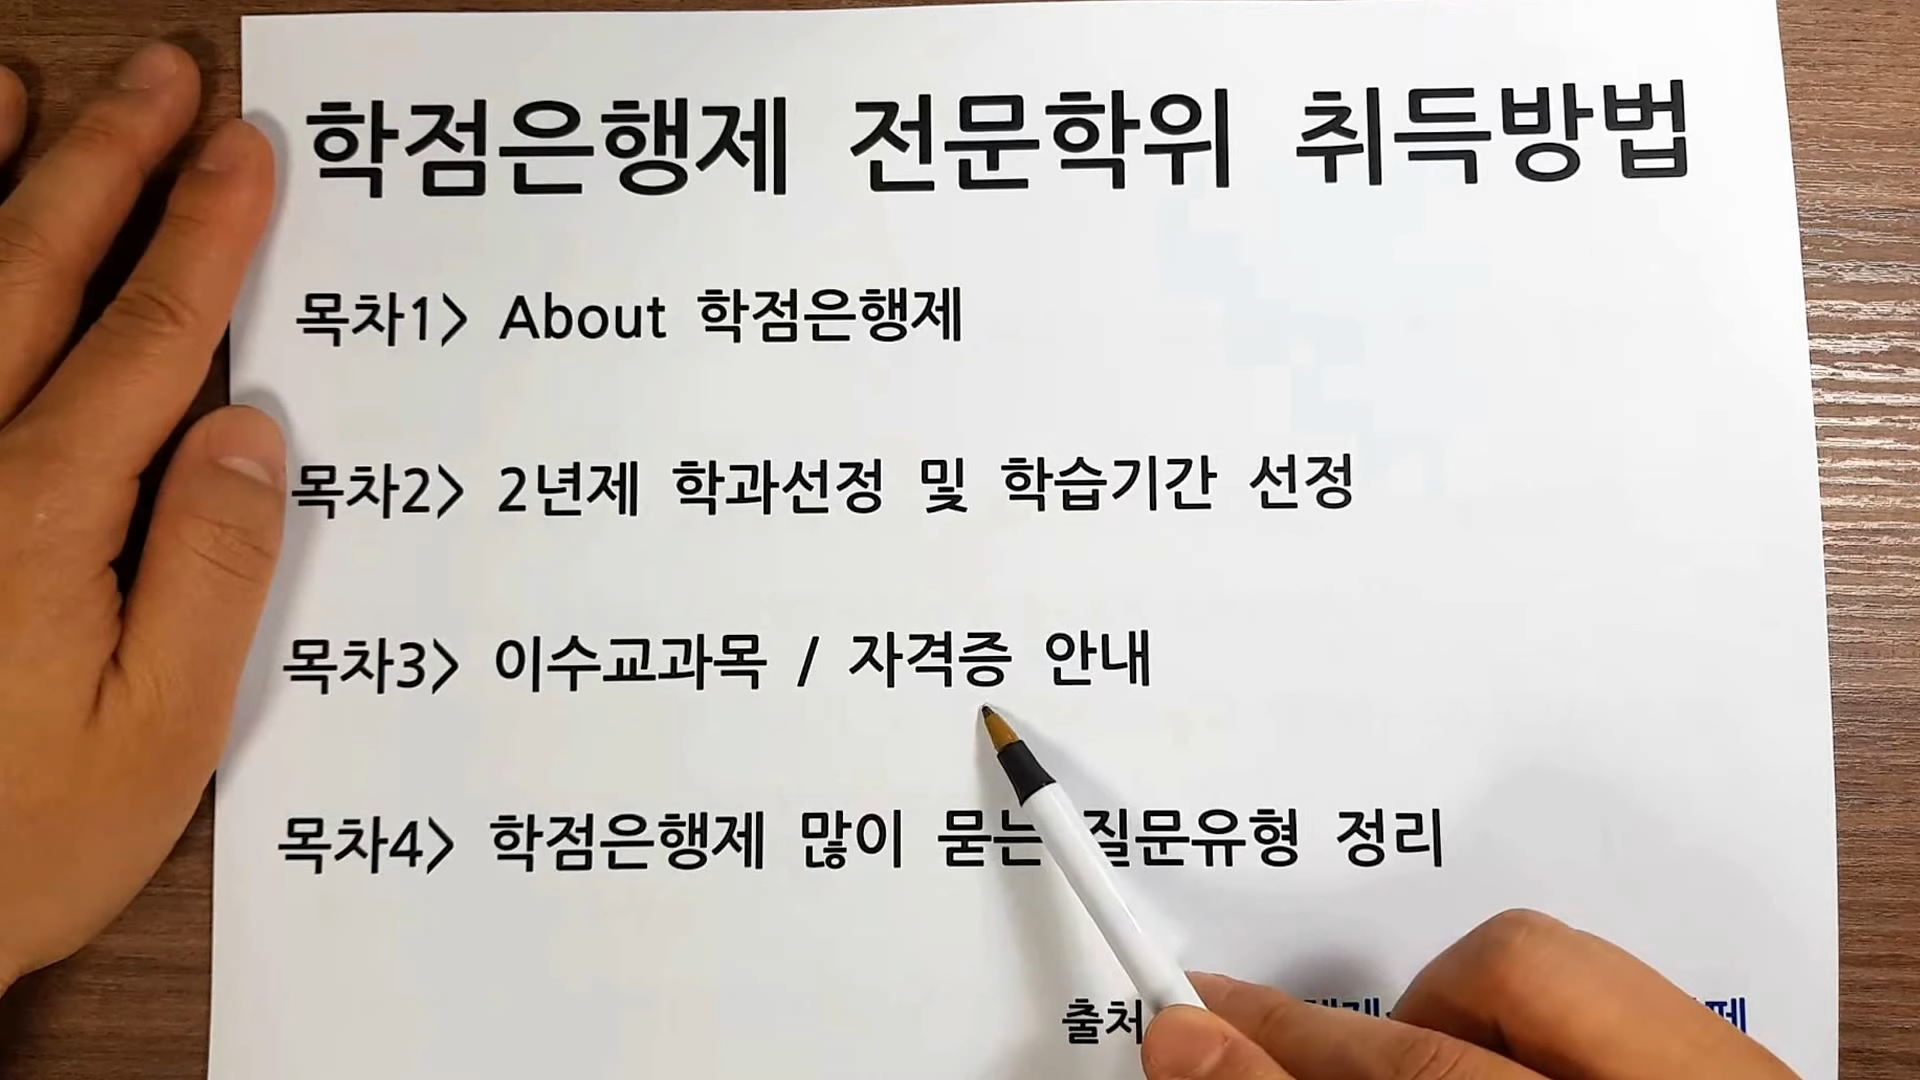 학점은행제 전문학위 취득방법
목차1> About 학점은행제
목차2> 2년제 학과선정 및 학습기간 선정
목차3> 이수교과목 / 자격증 안내
목차4> 학점은행제 많이 묻는 질문유형 정리
출처